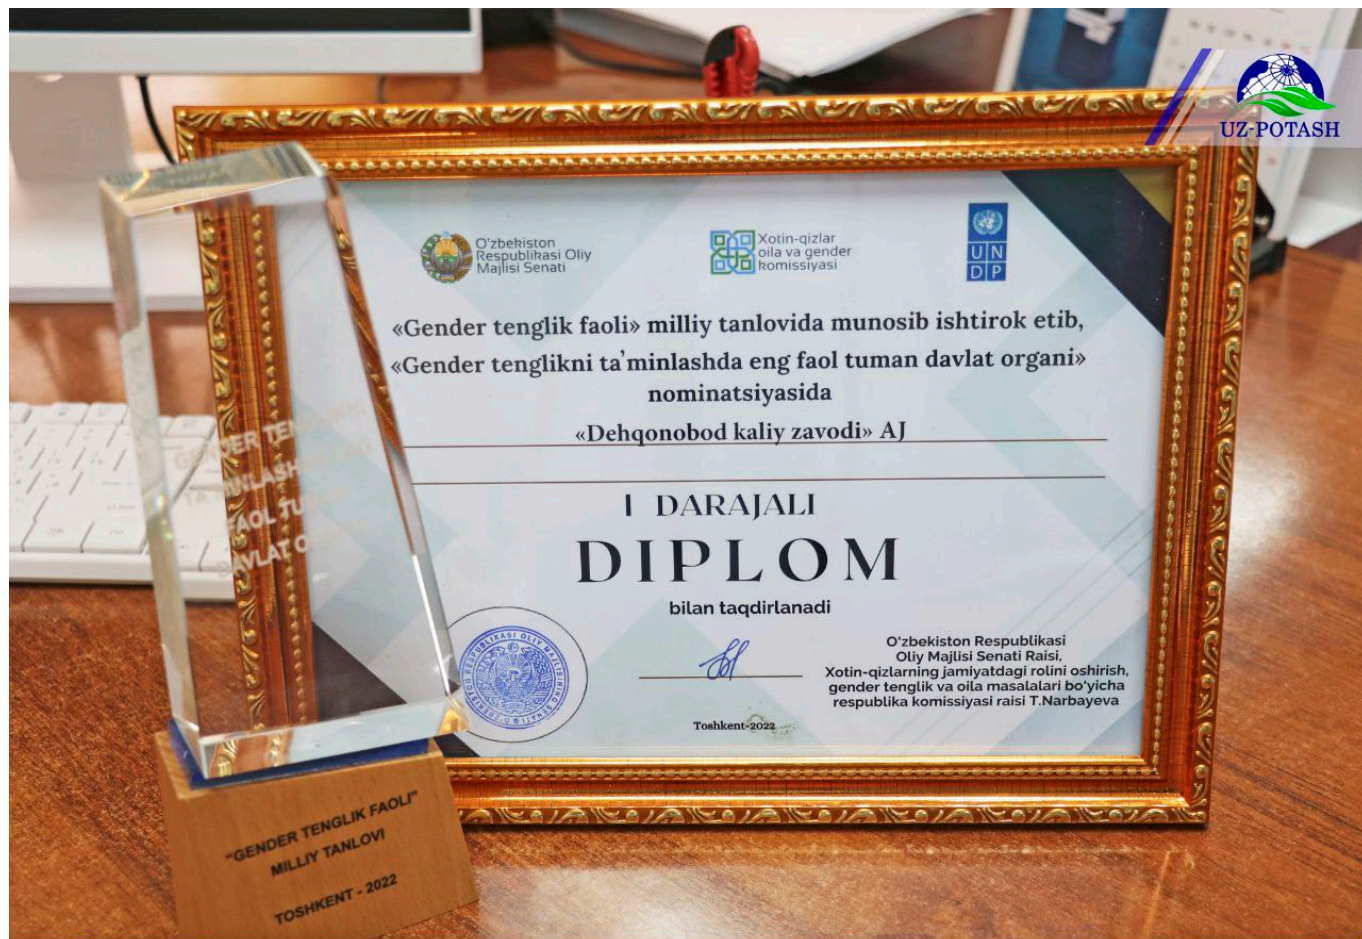 UZ-POTASH
O'zbekiston
Respublikasi Oliy
Majlisi Senati
Xotin-qizlar
oila va gender
komissiyasi
U N
D P
«Gender tenglik faoli» milliy tanlovida munosib ishtirok etib,
«Gender tenglikni ta’minlashda eng faol tuman davlat organi»
nominatsiyasida
«Dehqonobod kaliy zavodi» AJ
I DARAJALI
DIPLOM
bilan taqdirlanadi
O'zbekiston Respublikasi
Oliy Majlisi Senati Raisi,
Xotin-qizlarning jamiyatdagi rolini oshirish,
gender tenglik va oila masalalari bo'yicha
respublika komissiyasi raisi T.Narbayeva
Toshkent-2022
"GENDER TENGLIK FAOLI"
MILLIY TANLOVI
TOSHKENT - 2022